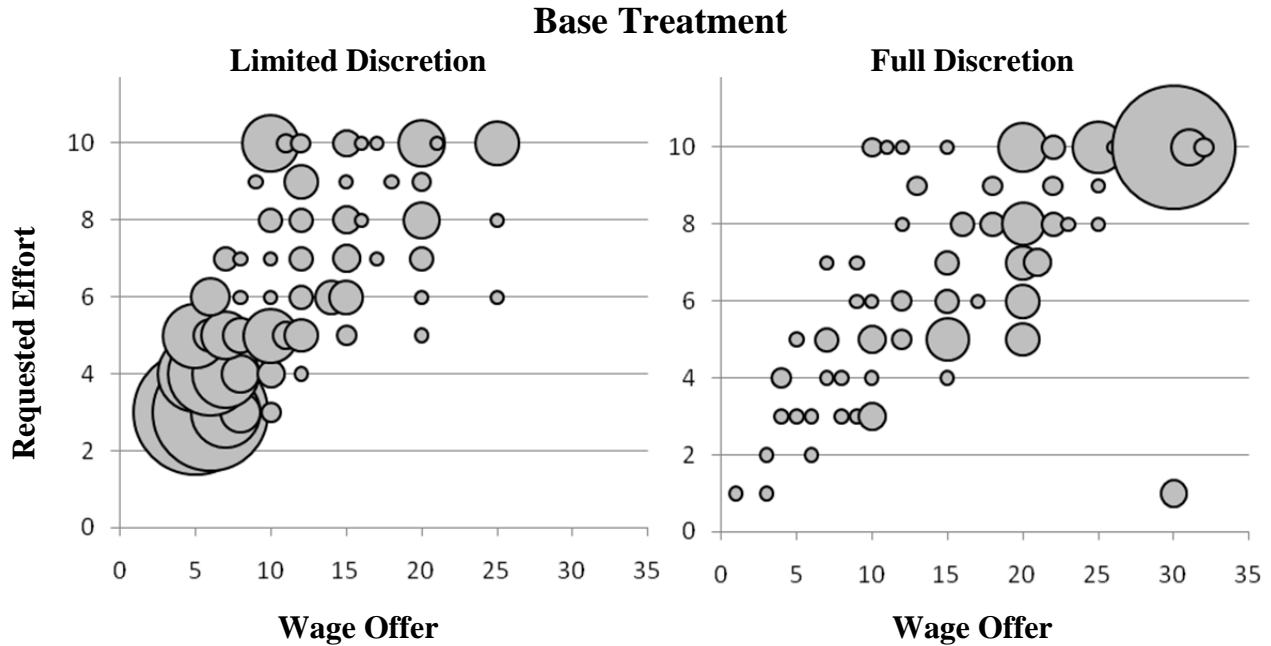 Base Treatment
Limited Discretion
Full Discretion
Requested Effort
10
8
6
4
2
0
0 5 10 15 20 25 30 35
Wage Offer
10
8
6
4
2
0
0 5 10 15 20 25 30 35
Wage Offer